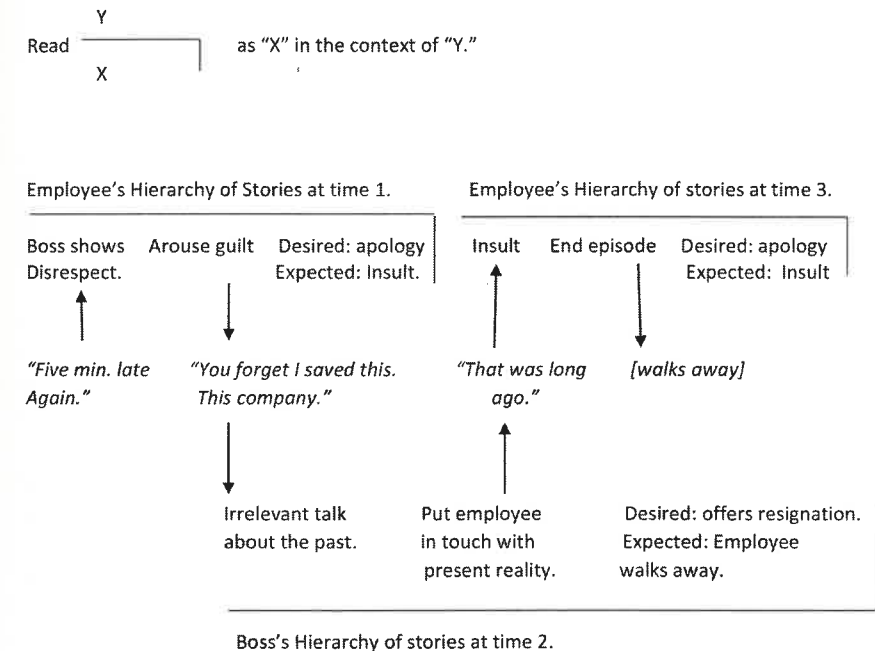 Y
Read as “X” in the context of “Y.”
X
Employee’s Hierarchy of Stories at time 1.
Employee’s Hierarchy of stories at time 3.
Boss shows
Disrespect.
Arouse guilt
Desired: apology
Expected: Insult.
Insult
End episode
Desired: apology
Expected: Insult
“Five min. late
Again.”
“You forget I saved this.
This company.”
“That was long
ago.”
[walks away]
Irrelevant talk
about the past.
Put employee
in touch with
present reality.
Desired: offers resignation.
Expected: Employee
walks away.
Boss’s Hierarchy of stories at time 2.